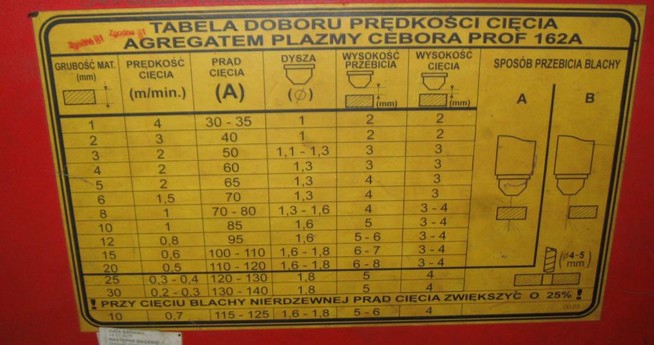 TABELA DOBORU PRĘDKOŚCI CIĘCIA
AGREGATEM PLAZMY CEBORA PROF 162A
GRUBOŚĆ MAT. (mm) PRĘDKOŚĆ CIĘCIA (m/min.) PRĄD CIĘCIA (A) DYSZA (Ø) WYSOKOŚĆ PRZEBICIA (mm) WYSOKOŚĆ CIĘCIA (mm) SPOSÓB PRZEBICIA BLACHY
A B
1 4 30 - 35 1 2 2
2 3 40 1 2 2
3 2 50 1,1 - 1,3 3 3
4 2 60 1,3 3 3
5 2 65 1,3 4 3
6 1,5 70 1,3 4 3
8 1 70 - 80 1,3 - 1,6 4 3 - 4
10 1 85 1,6 5 3 - 4
12 0,8 95 1,6 5 - 6 3 - 4
15 0,6 100 - 110 1,6 - 1,8 6 - 7 3 - 4
20 0,5 110 - 120 1,6 - 1,8 6 - 8 3 - 4
(Ø4-5 mm)
25 0,3 - 0,4 120 - 130 1,8 5 4
30 0,2 - 0,3 130 - 140 1,8 5 4
! PRZY CIĘCIU BLACHY NIERDZEWNEJ PRĄD CIĘCIA ZWIĘKSZYĆ O 25% !
10 0,7 115 - 125 1,6 - 1,8 5 - 6 4